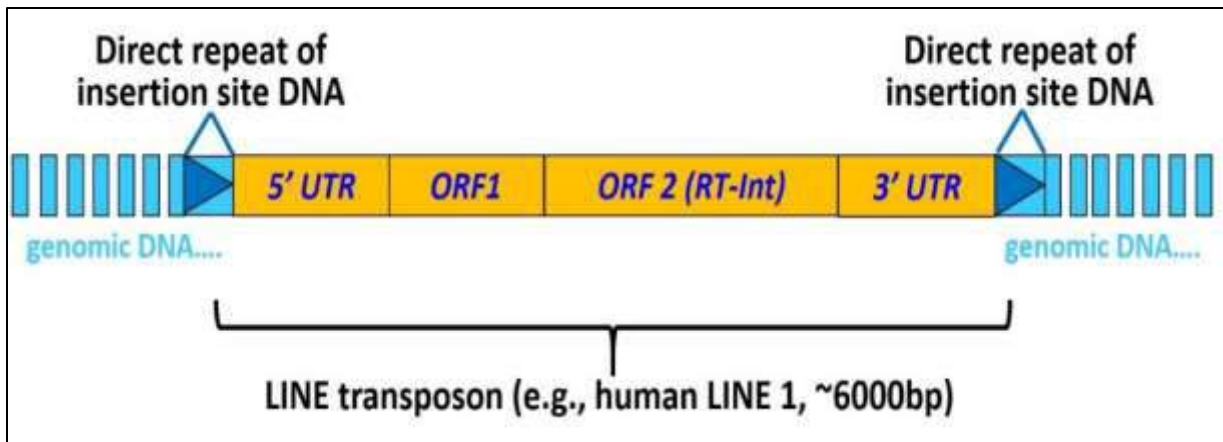 Direct repeat of
insertion site DNA
Direct repeat of
insertion site DNA
5' UTR
ORF1
ORF 2 (RT-Int)
3' UTR
genomic DNA....
genomic DNA....
LINE transposon (e.g., human LINE 1, ~6000bp)